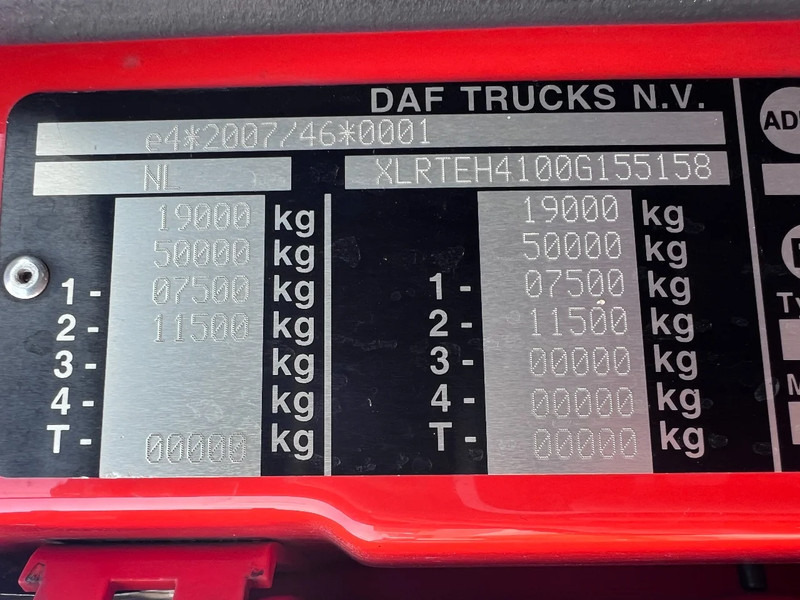 DAF TRUCKS N.V.
e4*2007/46*0001
NL XLRTEH4100G155158
19000 kg 19000 kg
50000 kg 50000 kg
1- 07500 kg 1- 07500 kg
2- 11500 kg 2- 11500 kg
3- kg 3- 00000 kg
4- kg 4- 00000 kg
T- 00000 kg T- 00000 kg